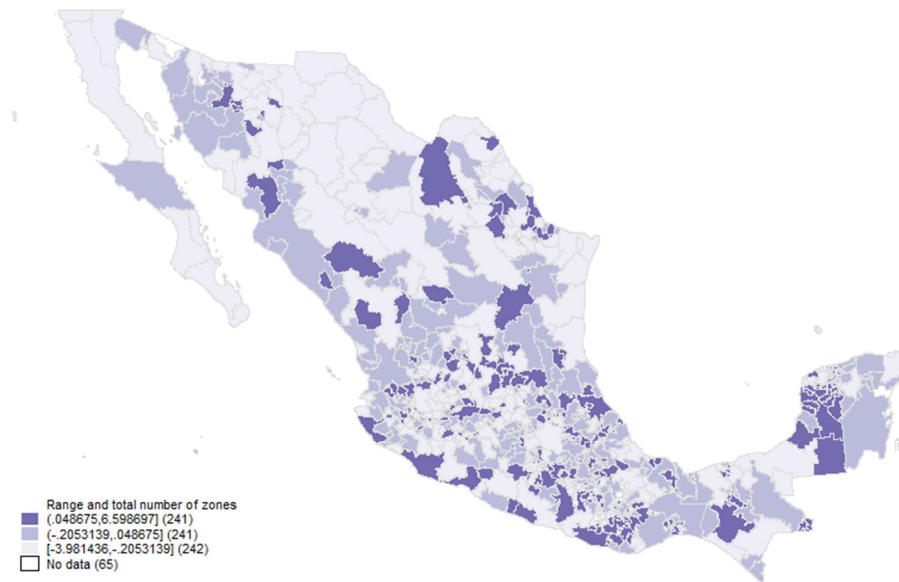 Range and total number of zones
(.048675,6.598697] (241)
(-.2053139,.048675] (241)
[-3.981436,-.2053139] (242)
No data (65)